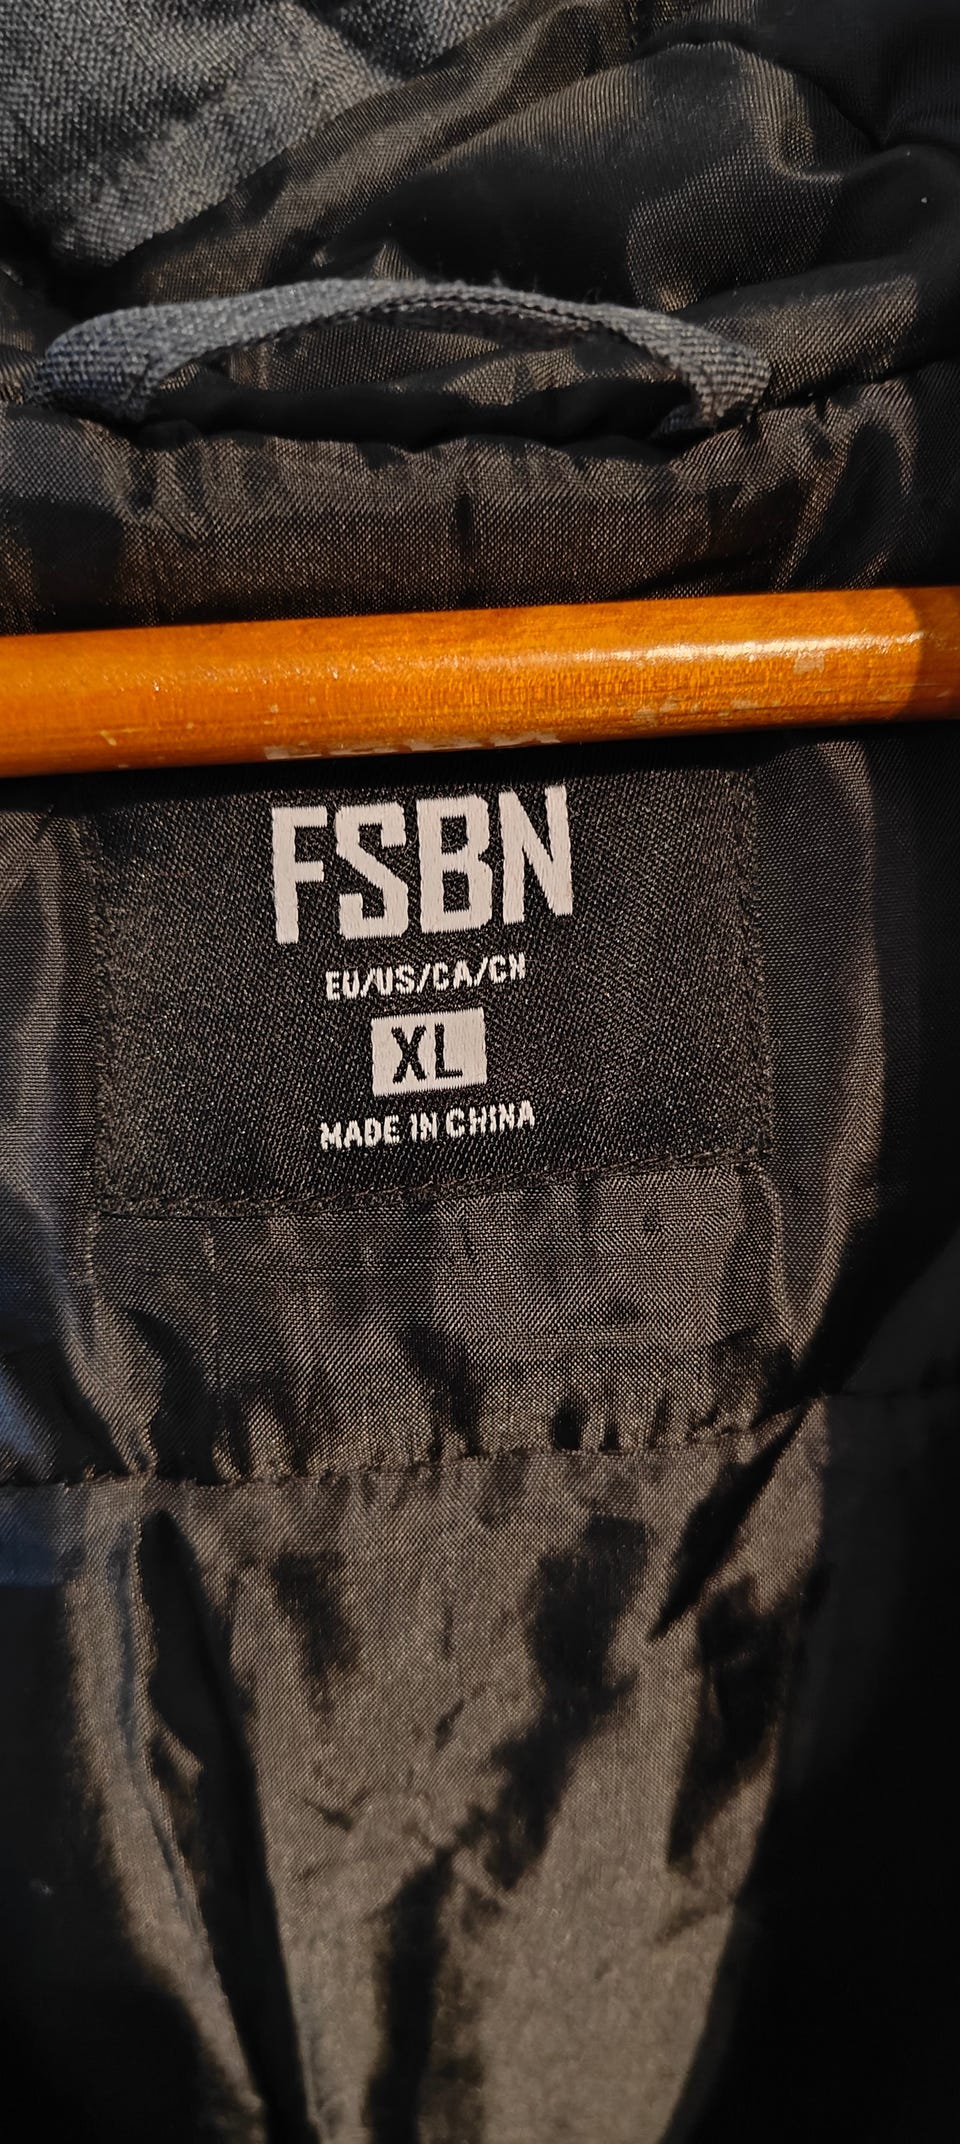 FSBN
EU/US/CA/CN
XL
MADE IN CHINA